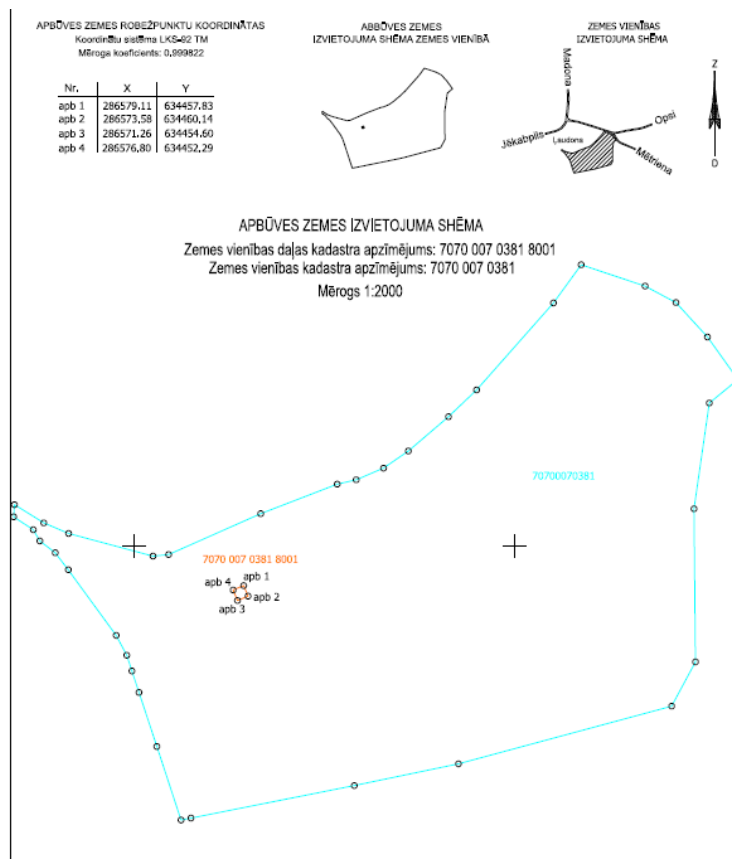 APBŪVES ZEMES ROBEŽPUNKTU KOORDINĀTAS
Koordinātu sistēma LKS-92 TM
Mēroga koeficients: 0,999822
Nr. X Y
apb 1 286579.11 634457.83
apb 2 286573.58 634460.14
apb 3 286571.26 634454.60
apb 4 286576.80 634452.29
ABBŪVES ZEMES
IZVIETOJUMA SHĒMA ZEMES VIENĪBĀ
ZEMES VIENĪBAS
IZVIETOJUMA SHĒMA
Madona
Opsi
Jēkabpils
Ļaudona
Mētriena
Z
D
APBŪVES ZEMES IZVIETOJUMA SHĒMA
Zemes vienības daļas kadastra apzīmējums: 7070 007 0381 8001
Zemes vienības kadastra apzīmējums: 7070 007 0381
Mērogs 1:2000
70700070381
7070 007 0381 8001
apb 1
apb 4
apb 2
apb 3